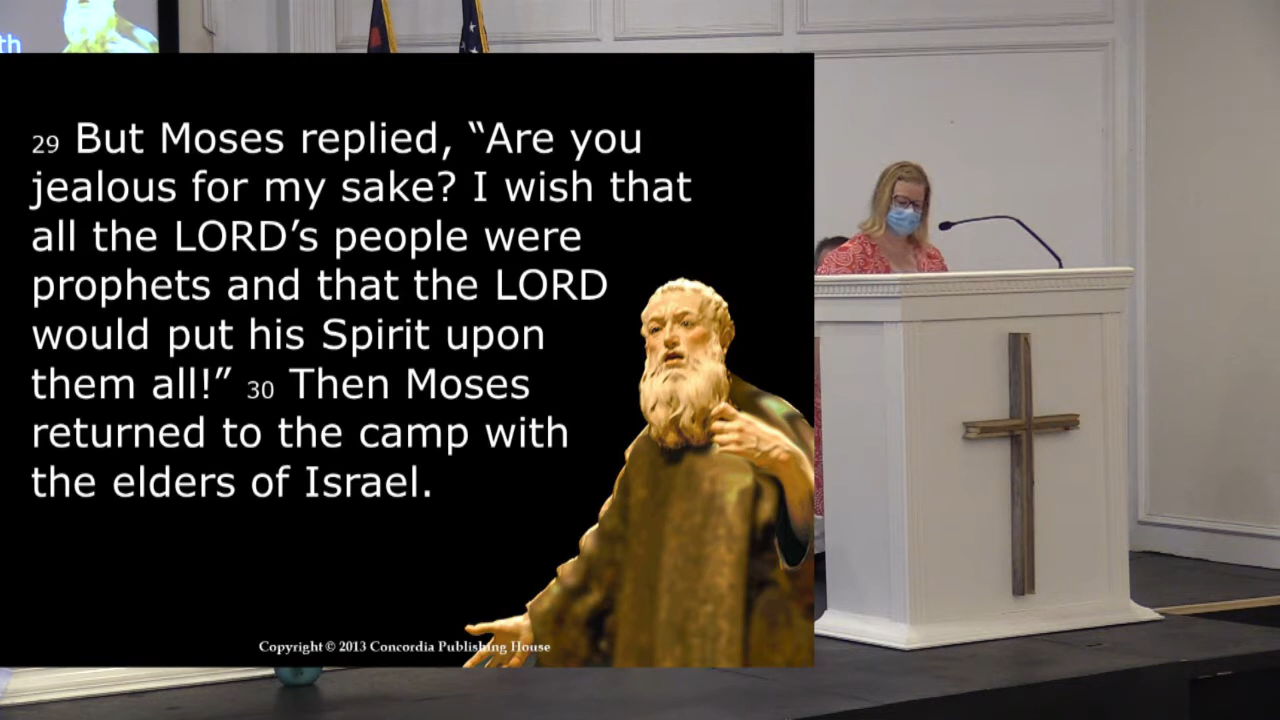 th
29 But Moses replied, “Are you
jealous for my sake? I wish that
all the LORD’s people were
prophets and that the LORD
would put his Spirit upon
them all!” 30 Then Moses
returned to the camp with
the elders of Israel.
Copyright © 2013 Concordia Publishing House